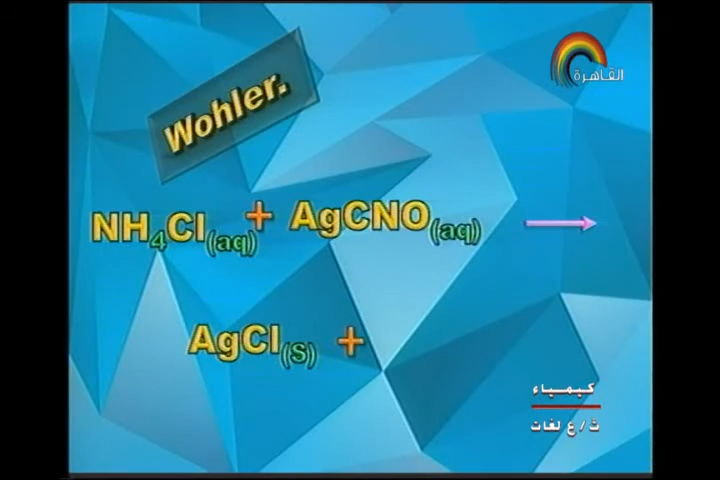 القاهرة
Wohler.
NH₄Cl(aq) + AgCNO(aq) →
AgCl(S) +
كيمياء
ث/ع لغات